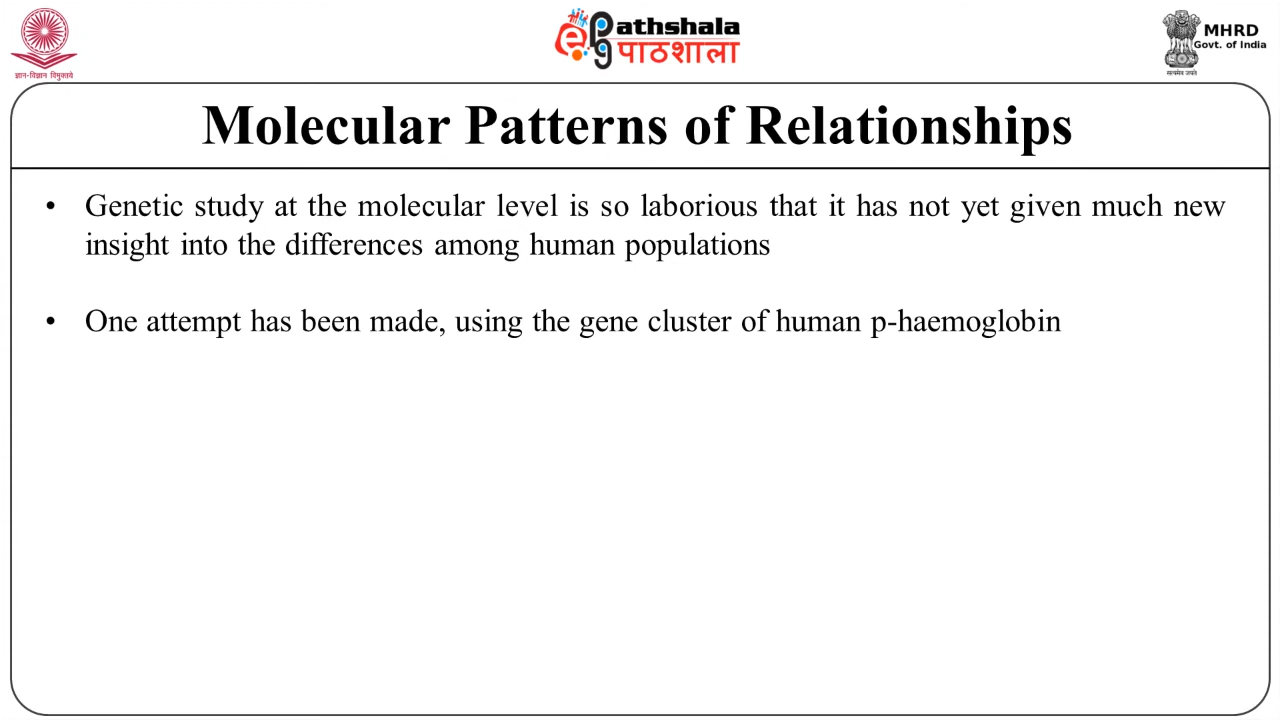 ज्ञान-विज्ञान विमुक्तये
ePathshala
पाठशाला
MHRD
Govt. of India
सत्यमेव जयते
Molecular Patterns of Relationships
• Genetic study at the molecular level is so laborious that it has not yet given much new
insight into the differences among human populations
• One attempt has been made, using the gene cluster of human p-haemoglobin